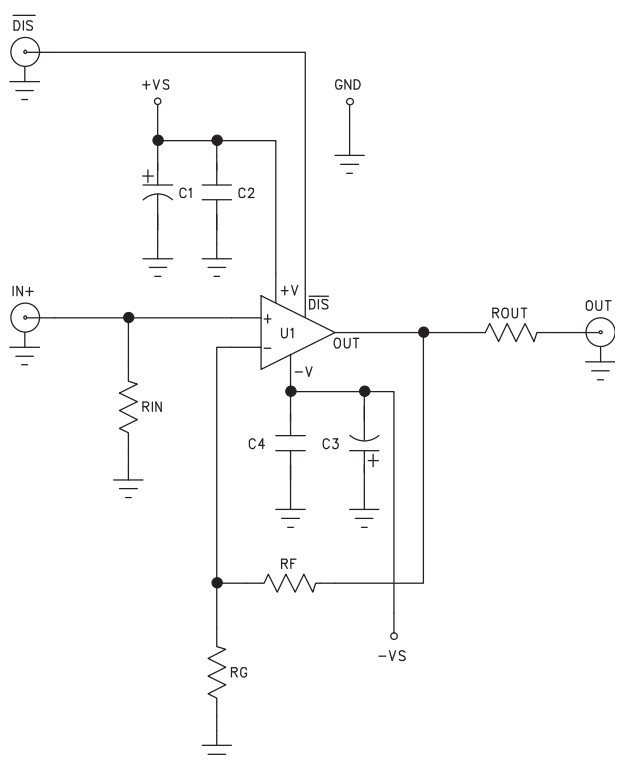 DIS
+VS
GND
+
C1
C2
IN+
+V
DIS
+
U1
OUT
−
−V
ROUT
OUT
RIN
C4
C3
+
RF
−VS
RG